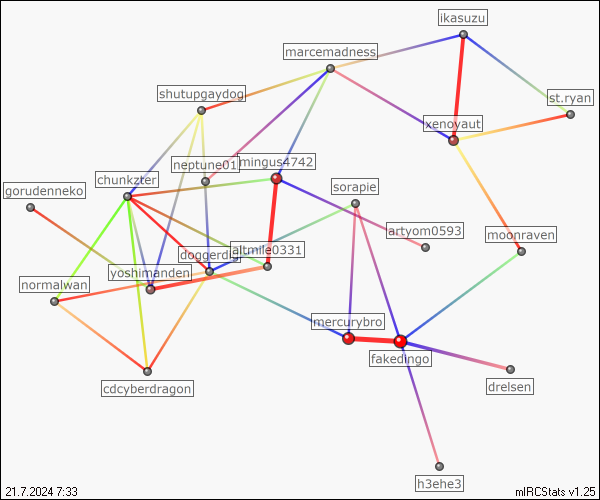 ikasuzu
marcemadness
shutupgaydog
st.ryan
xenoyaut
neptune01
mingus4742
chunkzter
gorudenneko
sorapie
artyom0593
moonraven
altmile0331
yoshimanden
normalwan
mercurybro
fakedingo
cdcyberdragon
drelsen
h3ehe3
21.7.2024 7:33
mIRCStats v1.25